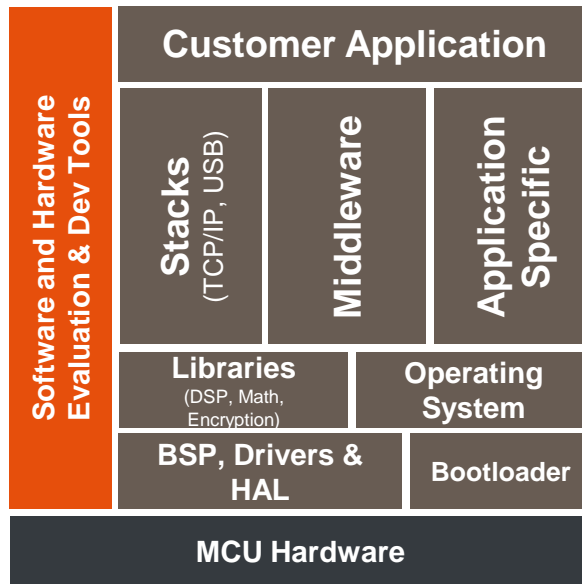 Customer Application
Software and Hardware
Evaluation & Dev Tools
Stacks
(TCP/IP, USB)
Middleware
Application
Specific
Libraries
(DSP, Math,
Encryption)
Operating
System
BSP, Drivers &
HAL
Bootloader
MCU Hardware